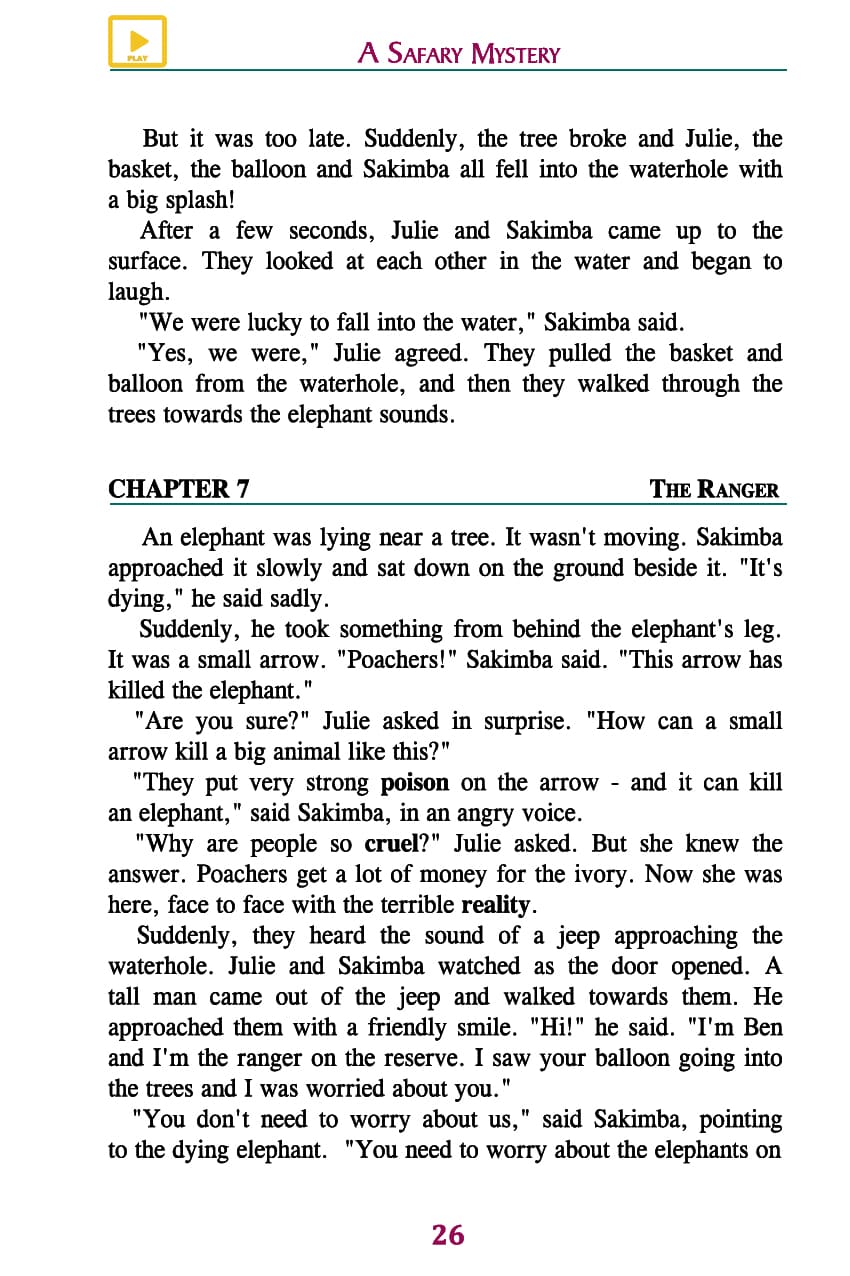 PLAY
A SAFARY MYSTERY
But it was too late. Suddenly, the tree broke and Julie, the
basket, the balloon and Sakimba all fell into the waterhole with
a big splash!
After a few seconds, Julie and Sakimba came up to the
surface. They looked at each other in the water and began to
laugh.
"We were lucky to fall into the water," Sakimba said.
"Yes, we were," Julie agreed. They pulled the basket and
balloon from the waterhole, and then they walked through the
trees towards the elephant sounds.
CHAPTER 7 THE RANGER
An elephant was lying near a tree. It wasn't moving. Sakimba
approached it slowly and sat down on the ground beside it. "It's
dying," he said sadly.
Suddenly, he took something from behind the elephant's leg.
It was a small arrow. "Poachers!" Sakimba said. "This arrow has
killed the elephant."
"Are you sure?" Julie asked in surprise. "How can a small
arrow kill a big animal like this?"
"They put very strong poison on the arrow - and it can kill
an elephant," said Sakimba, in an angry voice.
"Why are people so cruel?" Julie asked. But she knew the
answer. Poachers get a lot of money for the ivory. Now she was
here, face to face with the terrible reality.
Suddenly, they heard the sound of a jeep approaching the
waterhole. Julie and Sakimba watched as the door opened. A
tall man came out of the jeep and walked towards them. He
approached them with a friendly smile. "Hi!" he said. "I'm Ben
and I'm the ranger on the reserve. I saw your balloon going into
the trees and I was worried about you."
"You don't need to worry about us," said Sakimba, pointing
to the dying elephant. "You need to worry about the elephants on
26